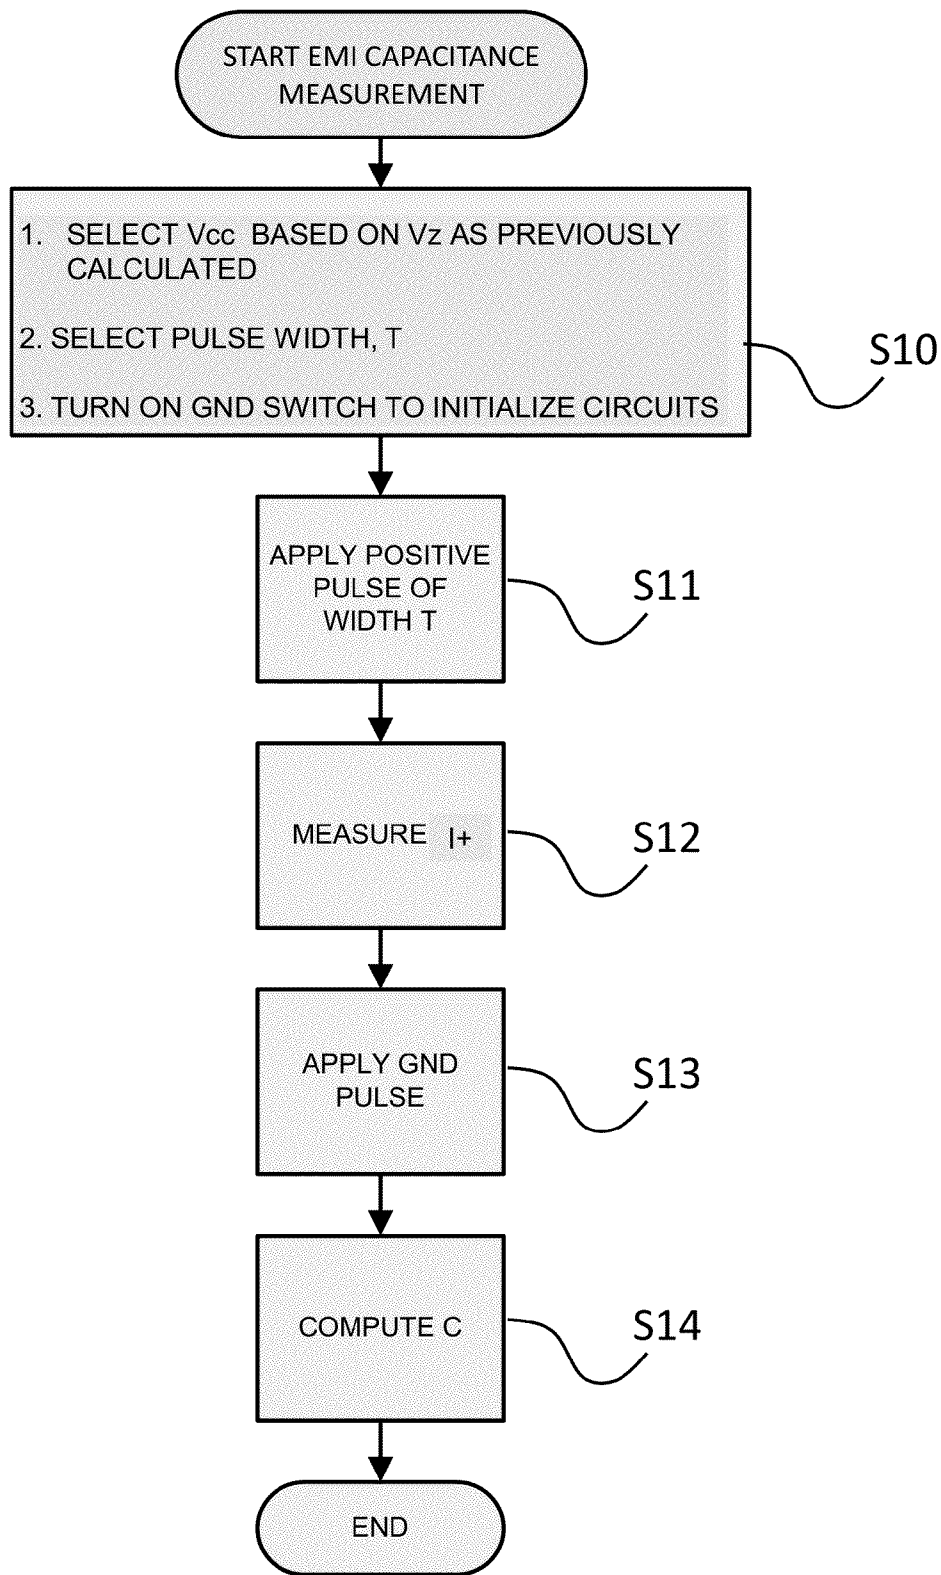 START EMI CAPACITANCE
MEASUREMENT
1. SELECT Vcc BASED ON Vz AS PREVIOUSLY
CALCULATED
2. SELECT PULSE WIDTH, T
3. TURN ON GND SWITCH TO INITIALIZE CIRCUITS
S10
APPLY POSITIVE
PULSE OF
WIDTH T
S11
MEASURE I+
S12
APPLY GND
PULSE
S13
COMPUTE C
S14
END